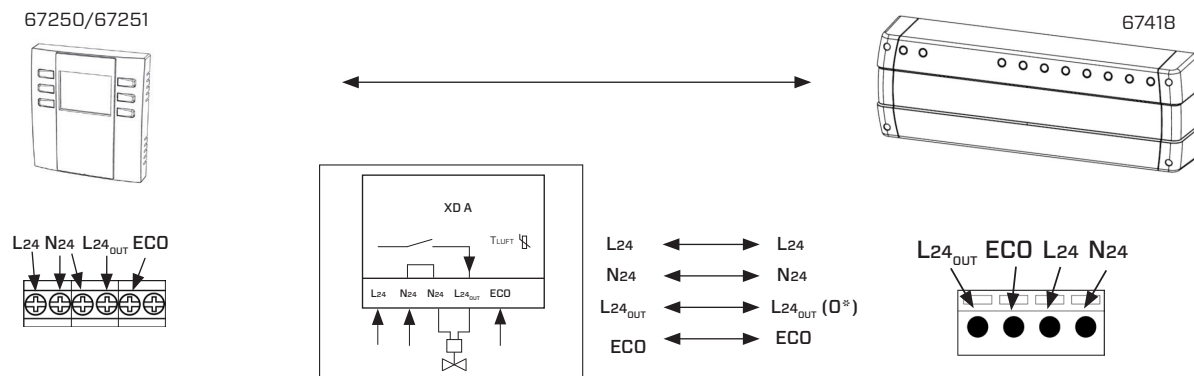 67250/67251
67418
XD A
TLUFT
L24 N24 L24OUT ECO
L24 N24 N24 L24OUT ECO
L24 L24
N24 N24
L24OUT L24OUT (O*)
ECO ECO
L24OUT ECO L24 N24